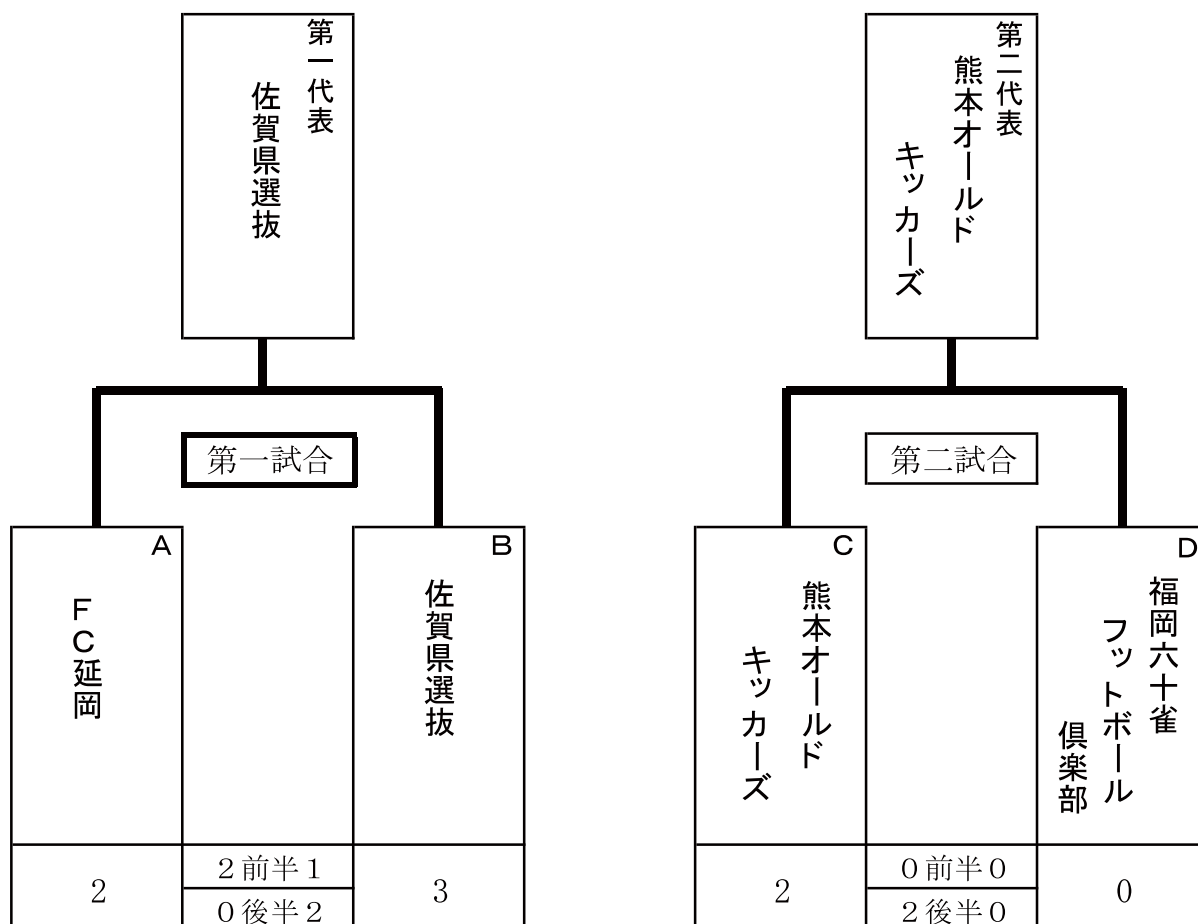 第一代表
佐賀県選抜
第二代表
熊本オールド
キッカーズ
第一試合
第二試合
A
FC延岡
B
佐賀県選抜
C
熊本オールド
キッカーズ
D
福岡六十雀
フットボール
倶楽部
2
2前半1
0後半2
3
2
0前半0
2後半0
0